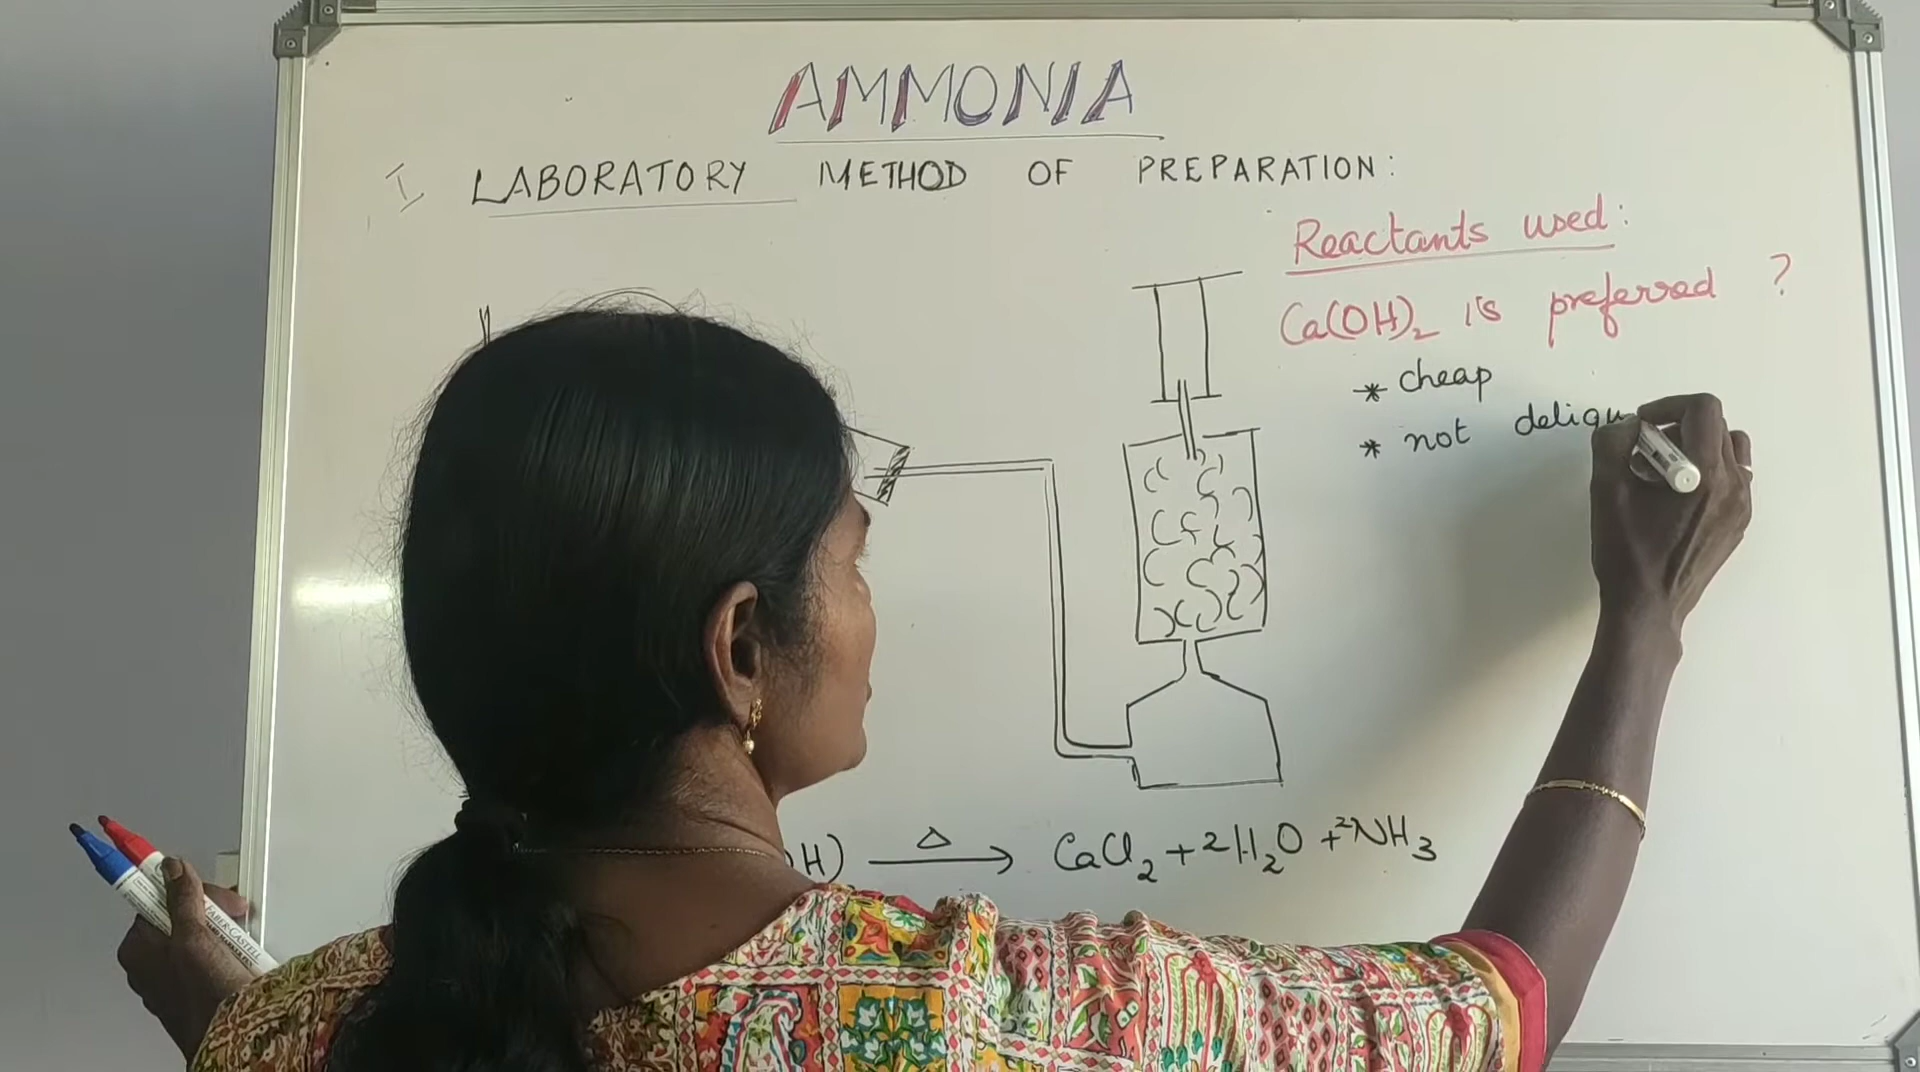 AMMONIA
I LABORATORY METHOD OF PREPARATION:
Reactants used:
Ca(OH)₂ is preferred ?
* cheap
* not deliqu
H) △ → CaCl₂ + 2H₂O + 2NH₃
FABER-CASTELL